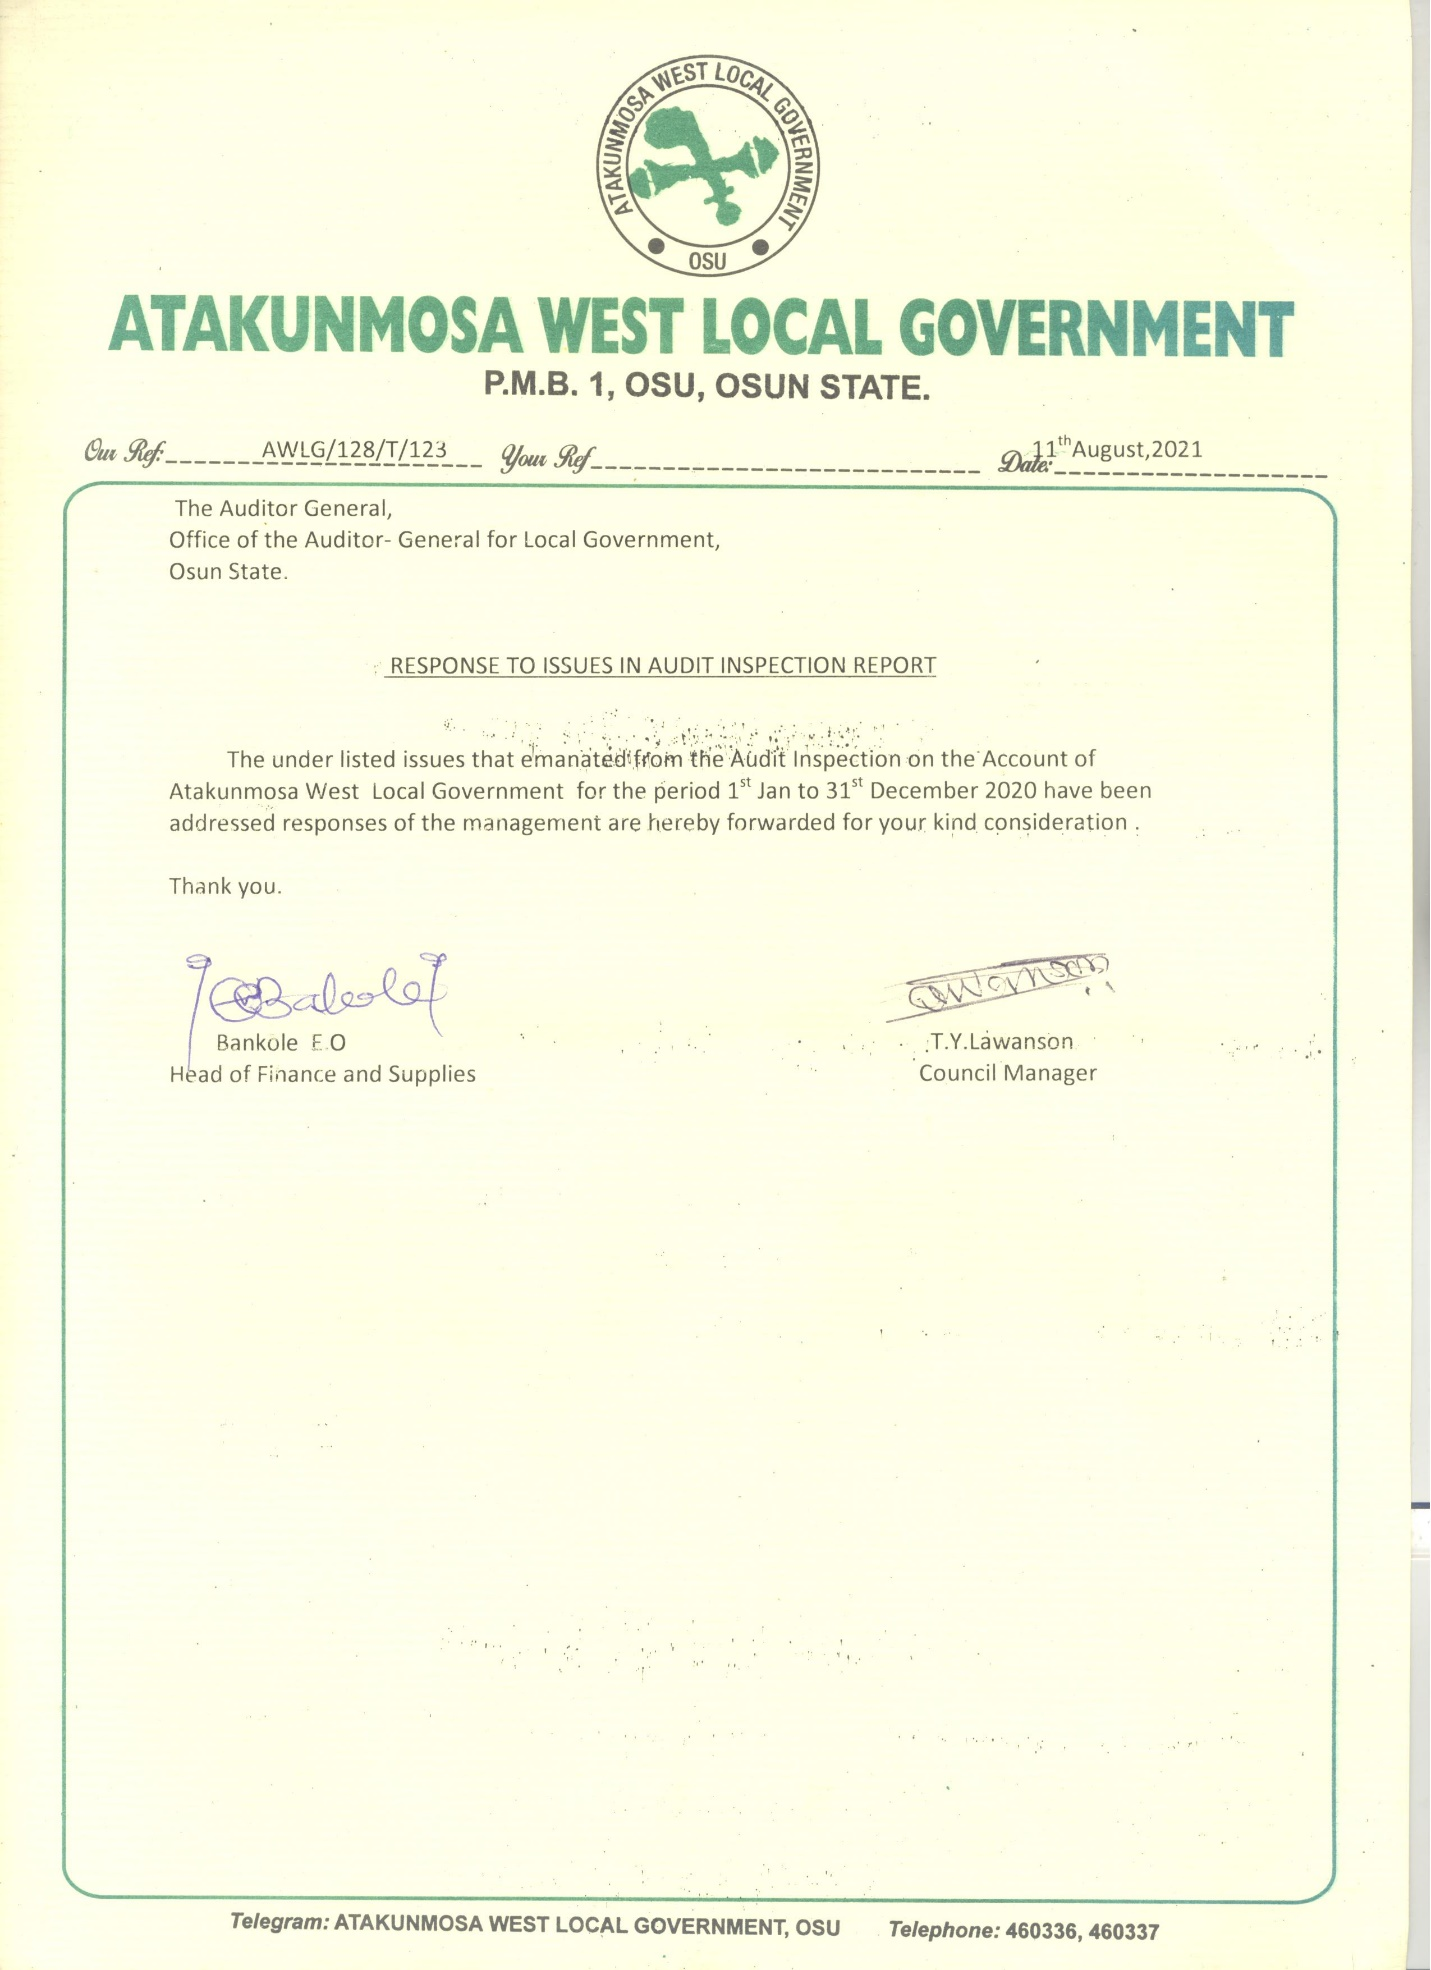 ATAKUNMOSA WEST LOCAL GOVERNMENT
OSU
ATAKUNMOSA WEST LOCAL GOVERNMENT
P.M.B. 1, OSU, OSUN STATE.
Our Ref: AWLG/128/T/123 Your Ref Date: 11th August,2021
The Auditor General,
Office of the Auditor- General for Local Government,
Osun State.
RESPONSE TO ISSUES IN AUDIT INSPECTION REPORT
The under listed issues that emanated from the Audit Inspection on the Account of
Atakunmosa West Local Government for the period 1st Jan to 31st December 2020 have been
addressed responses of the management are hereby forwarded for your kind consideration .
Thank you.
Bankole E.O T.Y.Lawanson
Head of Finance and Supplies Council Manager
Telegram: ATAKUNMOSA WEST LOCAL GOVERNMENT, OSU Telephone: 460336, 460337